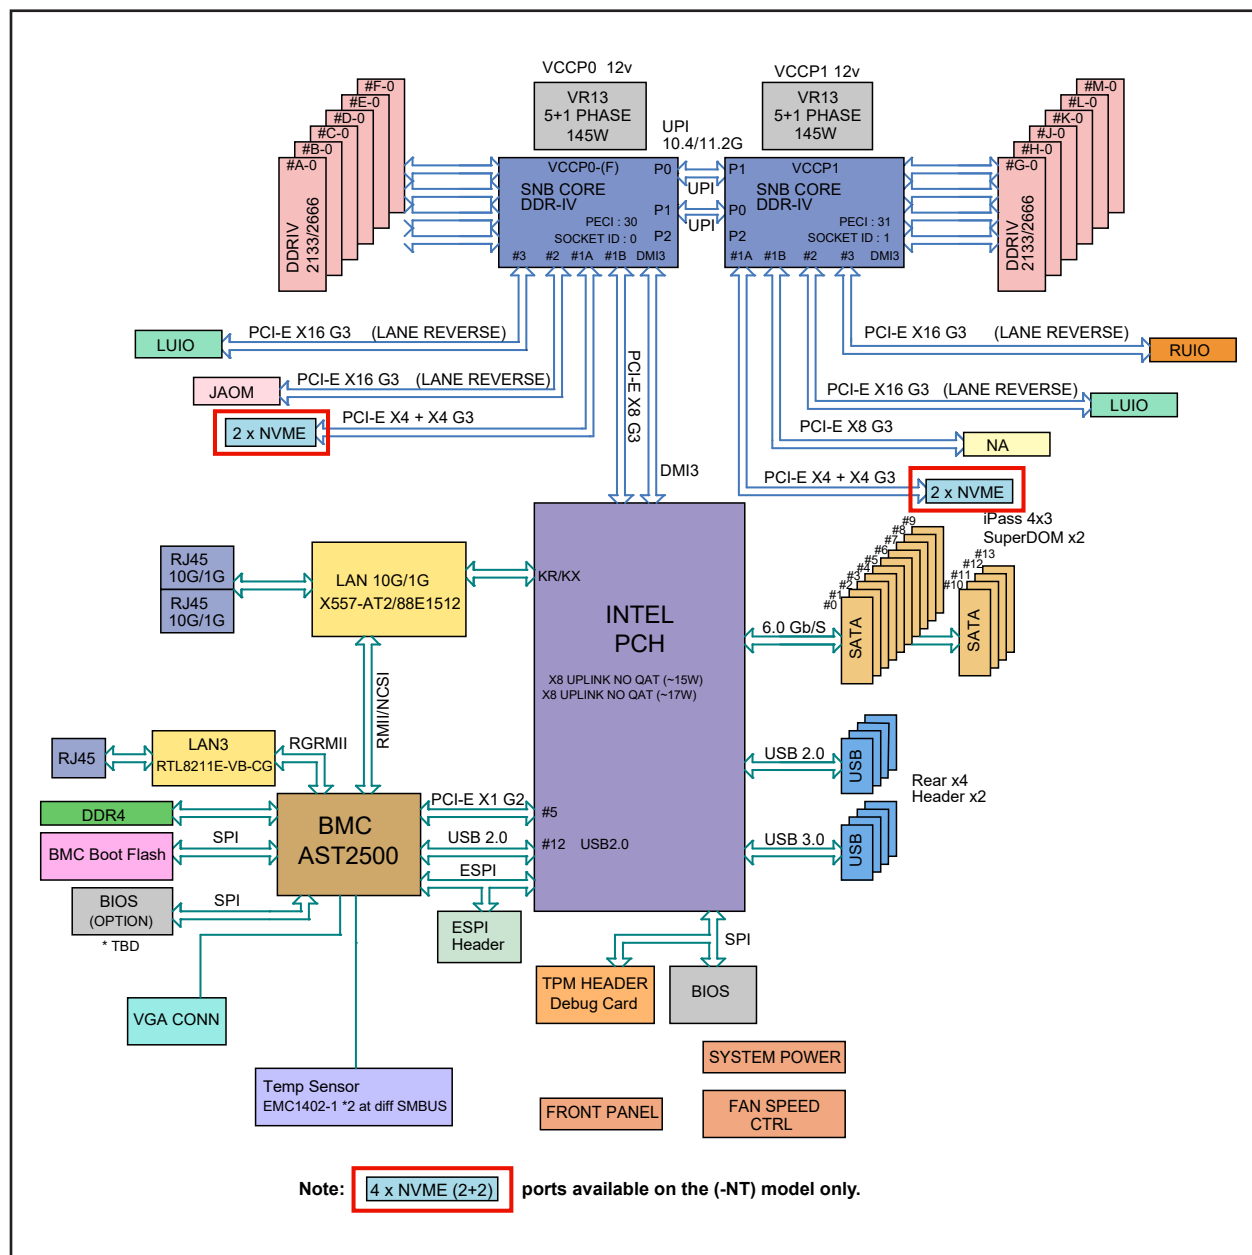 VCCP0 12v
VCCP1 12v
VR13
5+1 PHASE
145W
VR13
5+1 PHASE
145W
#F-0
#E-0
#D-0
#C-0
#B-0
#A-0
DDRIV
2133/2666
#M-0
#L-0
#K-0
#J-0
#H-0
#G-0
DDRIV
2133/2666
UPI
10.4/11.2G
UPI
UPI
VCCP0-(F)
P0
SNB CORE
DDR-IV
P1
PECI : 30
SOCKET ID : 0
P2
#3 #2 #1A #1B DMI3
P1
VCCP1
SNB CORE
P0
DDR-IV
PECI : 31
P2
SOCKET ID : 1
#1A #1B #2 #3 DMI3
PCI-E X16 G3 (LANE REVERSE)
LUIO
PCI-E X16 G3 (LANE REVERSE)
JAOM
PCI-E X4 + X4 G3
2 x NVME
PCI-E X8 G3
DMI3
PCI-E X16 G3 (LANE REVERSE)
RUIO
PCI-E X16 G3 (LANE REVERSE)
LUIO
PCI-E X8 G3
NA
PCI-E X4 + X4 G3
2 x NVME
iPass 4x3
SuperDOM x2
RJ45
10G/1G
RJ45
10G/1G
LAN 10G/1G
X557-AT2/88E1512
KR/KX
INTEL
PCH
X8 UPLINK NO QAT (~15W)
X8 UPLINK NO QAT (~17W)
6.0 Gb/S
#9
#8
#7
#6
#5
#4
#3
#2
#1
#0
SATA
#13
#12
#11
#10
SATA
RMII/NCSI
RJ45
LAN3
RTL8211E-VB-CG
RGRMII
USB 2.0
USB
Rear x4
Header x2
USB 3.0
USB
DDR4
BMC Boot Flash
SPI
BIOS
(OPTION)
SPI
* TBD
BMC
AST2500
PCI-E X1 G2
#5
USB 2.0
#12 USB2.0
ESPI
ESPI
Header
SPI
TPM HEADER
Debug Card
BIOS
VGA CONN
Temp Sensor
EMC1402-1 *2 at diff SMBUS
SYSTEM POWER
FRONT PANEL
FAN SPEED
CTRL
Note: 4 x NVME (2+2) ports available on the (-NT) model only.